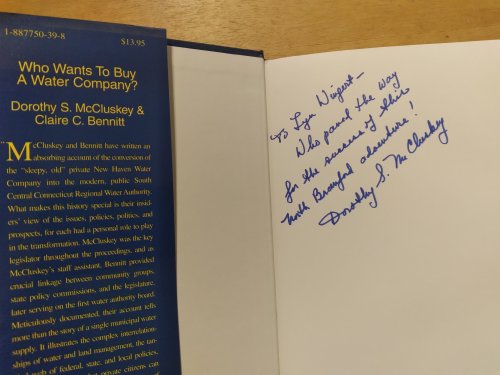 1-887750-39-8
$13.95
Who Wants To Buy
A Water Company?
Dorothy S. McCluskey &
Claire C. Bennitt
"McCluskey and Bennitt have written an
absorbing account of the conversion of
the "sleepy, old" private New Haven Water
Company into the modern, public South
Central Connecticut Regional Water Authority.
What makes this history special is their insid-
ers' view of the issues, policies, politics, and
prospects, for each had a personal role to play
in the transformation. McCluskey was the key
legislator throughout the proceedings, and as
McCluskey's staff assistant, Bennitt provided
crucial linkage between community groups,
state policy commissions, and the legislature,
later serving on the first water authority board.
Meticulously documented, their account tells
more than the story of a single municipal water
supply. It illustrates the complex interrelation-
ships of water and land management, the tan-
web of federal, state, and local policies,
that private citizens can
To Lyn
Who paved the way
for the success of this
North Branford adventure!
Dorothy S. McCluskey